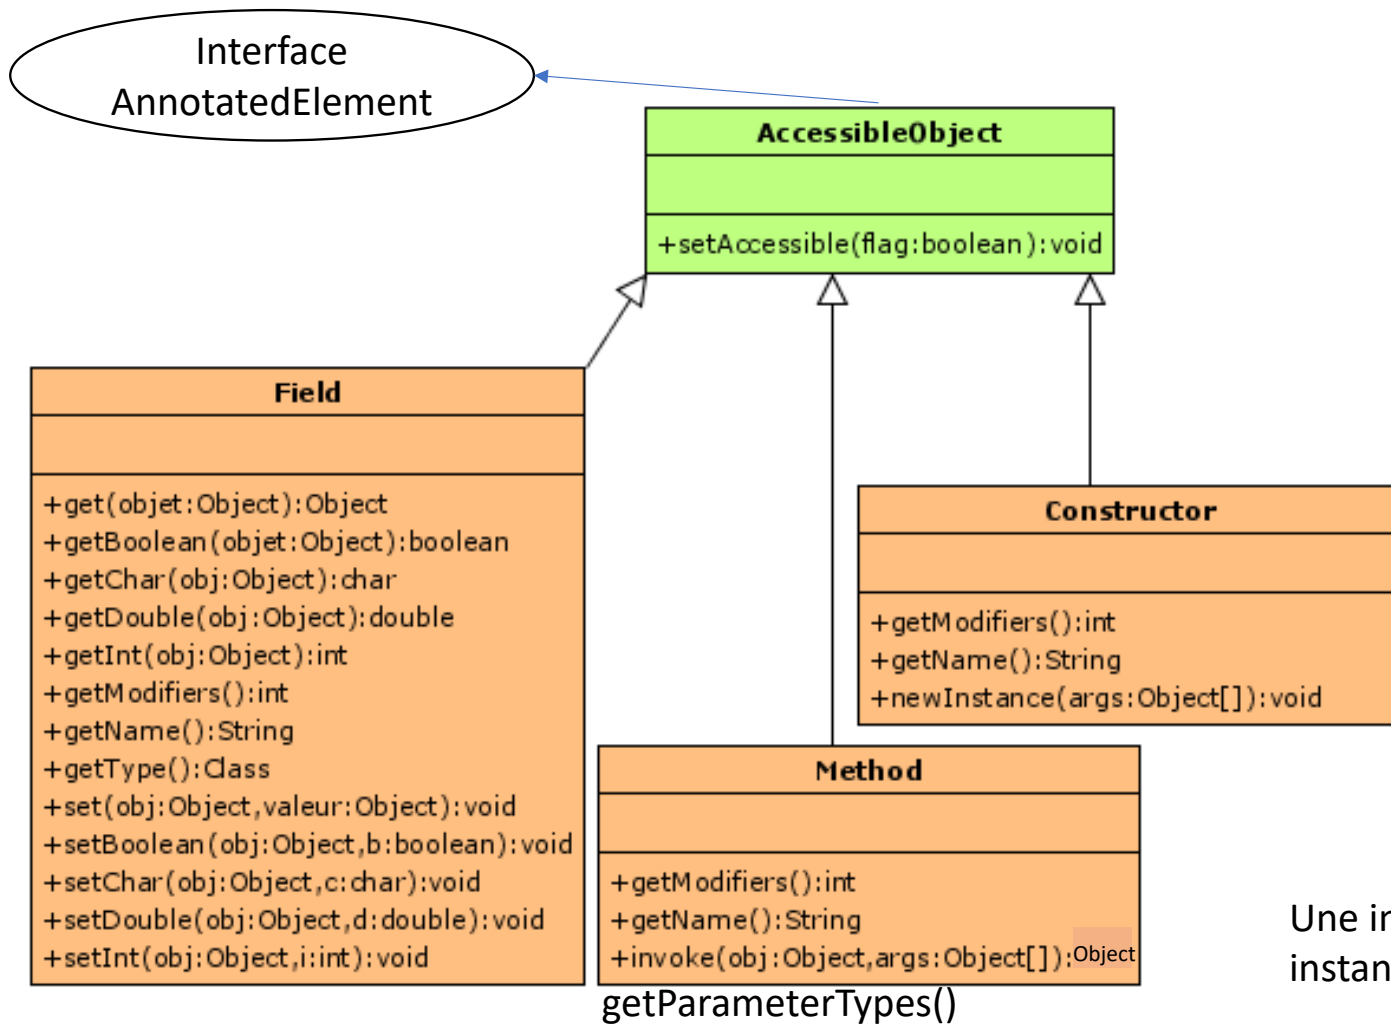 Interface
AnnotatedElement
AccessibleObject
+setAccessible(flag:boolean):void
Field
+get(objet:Object):Object
+getBoolean(objet:Object):boolean
+getChar(obj:Object):char
+getDouble(obj:Object):double
+getInt(obj:Object):int
+getModifiers():int
+getName():String
+getType():Class
+set(obj:Object,valeur:Object):void
+setBoolean(obj:Object,b:boolean):void
+setChar(obj:Object,c:char):void
+setDouble(obj:Object,d:double):void
+setInt(obj:Object,i:int):void
Constructor
+getModifiers():int
+getName():String
+newInstance(args:Object[]):void
Method
+getModifiers():int
+getName():String
+invoke(obj:Object,args:Object[]):Object
getParameterTypes()
Une